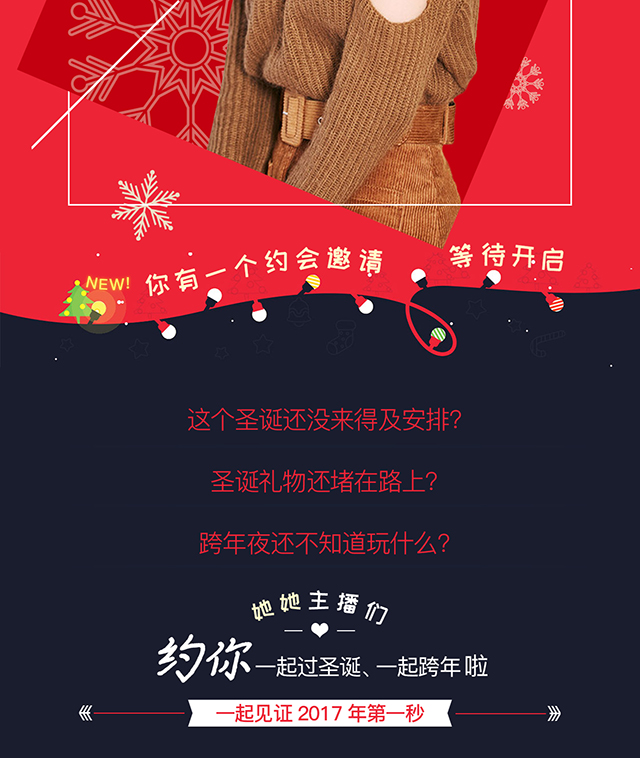 NEW! 你有一个约会邀请 等待开启
这个圣诞还没来得及安排?
圣诞礼物还堵在路上?
跨年夜还不知道玩什么?
她她主播们
约你一起过圣诞、一起跨年啦
一起见证 2017 年第一秒